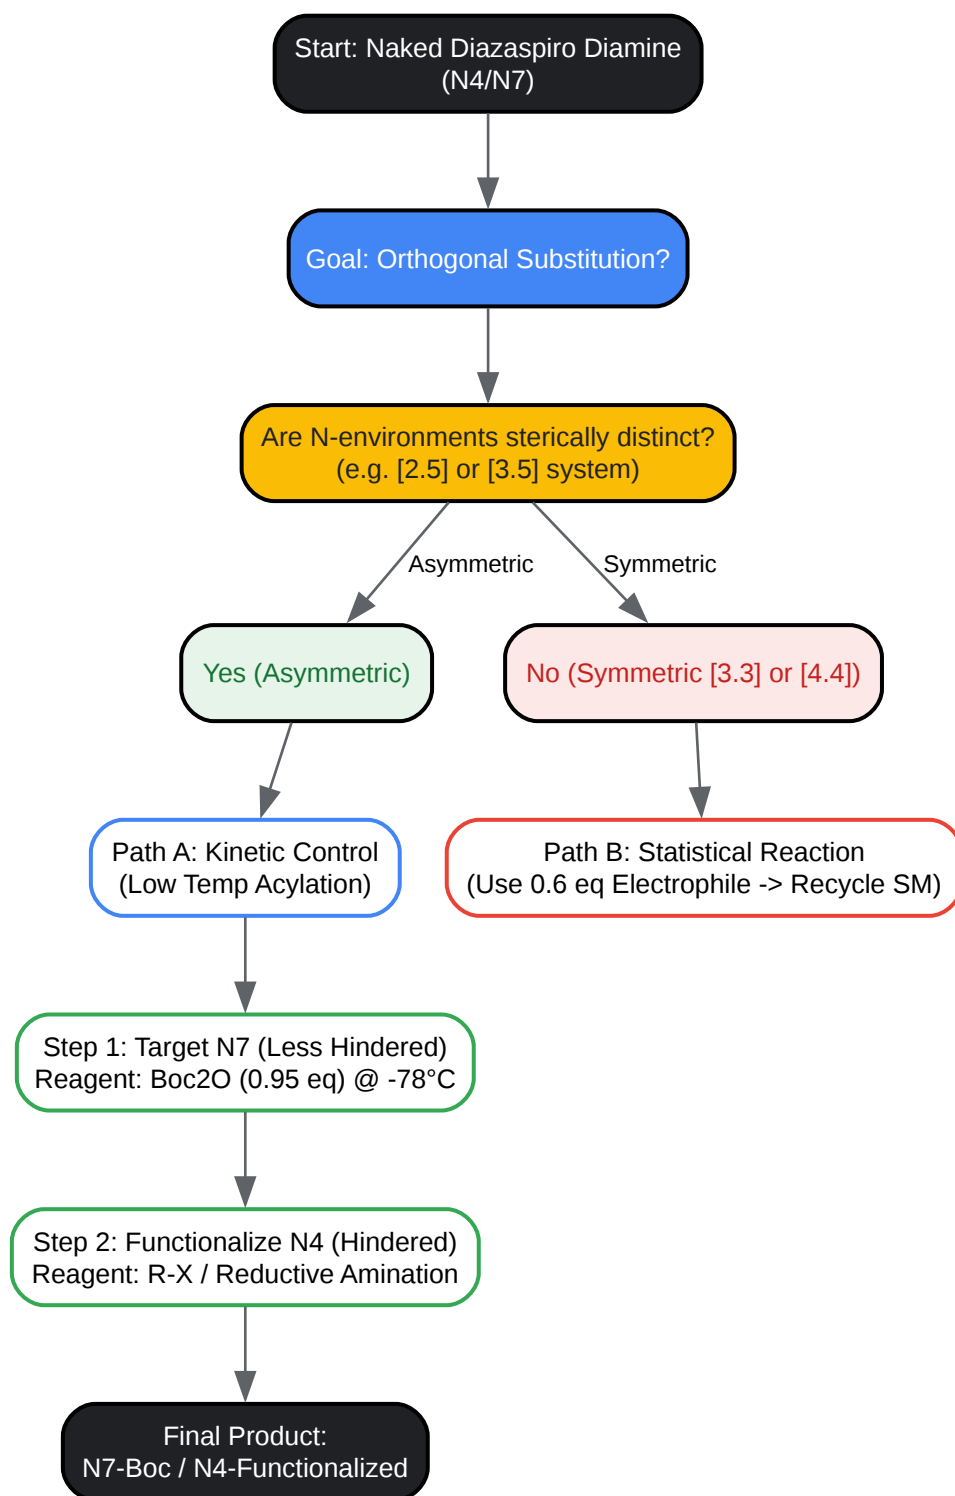 Start: Naked Diazaspiro Diamine
(N4/N7)
Goal: Orthogonal Substitution?
Are N-environments sterically distinct?
(e.g. [2.5] or [3.5] system)
Asymmetric
Symmetric
Yes (Asymmetric)
No (Symmetric [3.3] or [4.4])
Path A: Kinetic Control
(Low Temp Acylation)
Path B: Statistical Reaction
(Use 0.6 eq Electrophile -> Recycle SM)
Step 1: Target N7 (Less Hindered)
Reagent: Boc2O (0.95 eq) @ -78°C
Step 2: Functionalize N4 (Hindered)
Reagent: R-X / Reductive Amination
Final Product:
N7-Boc / N4-Functionalized